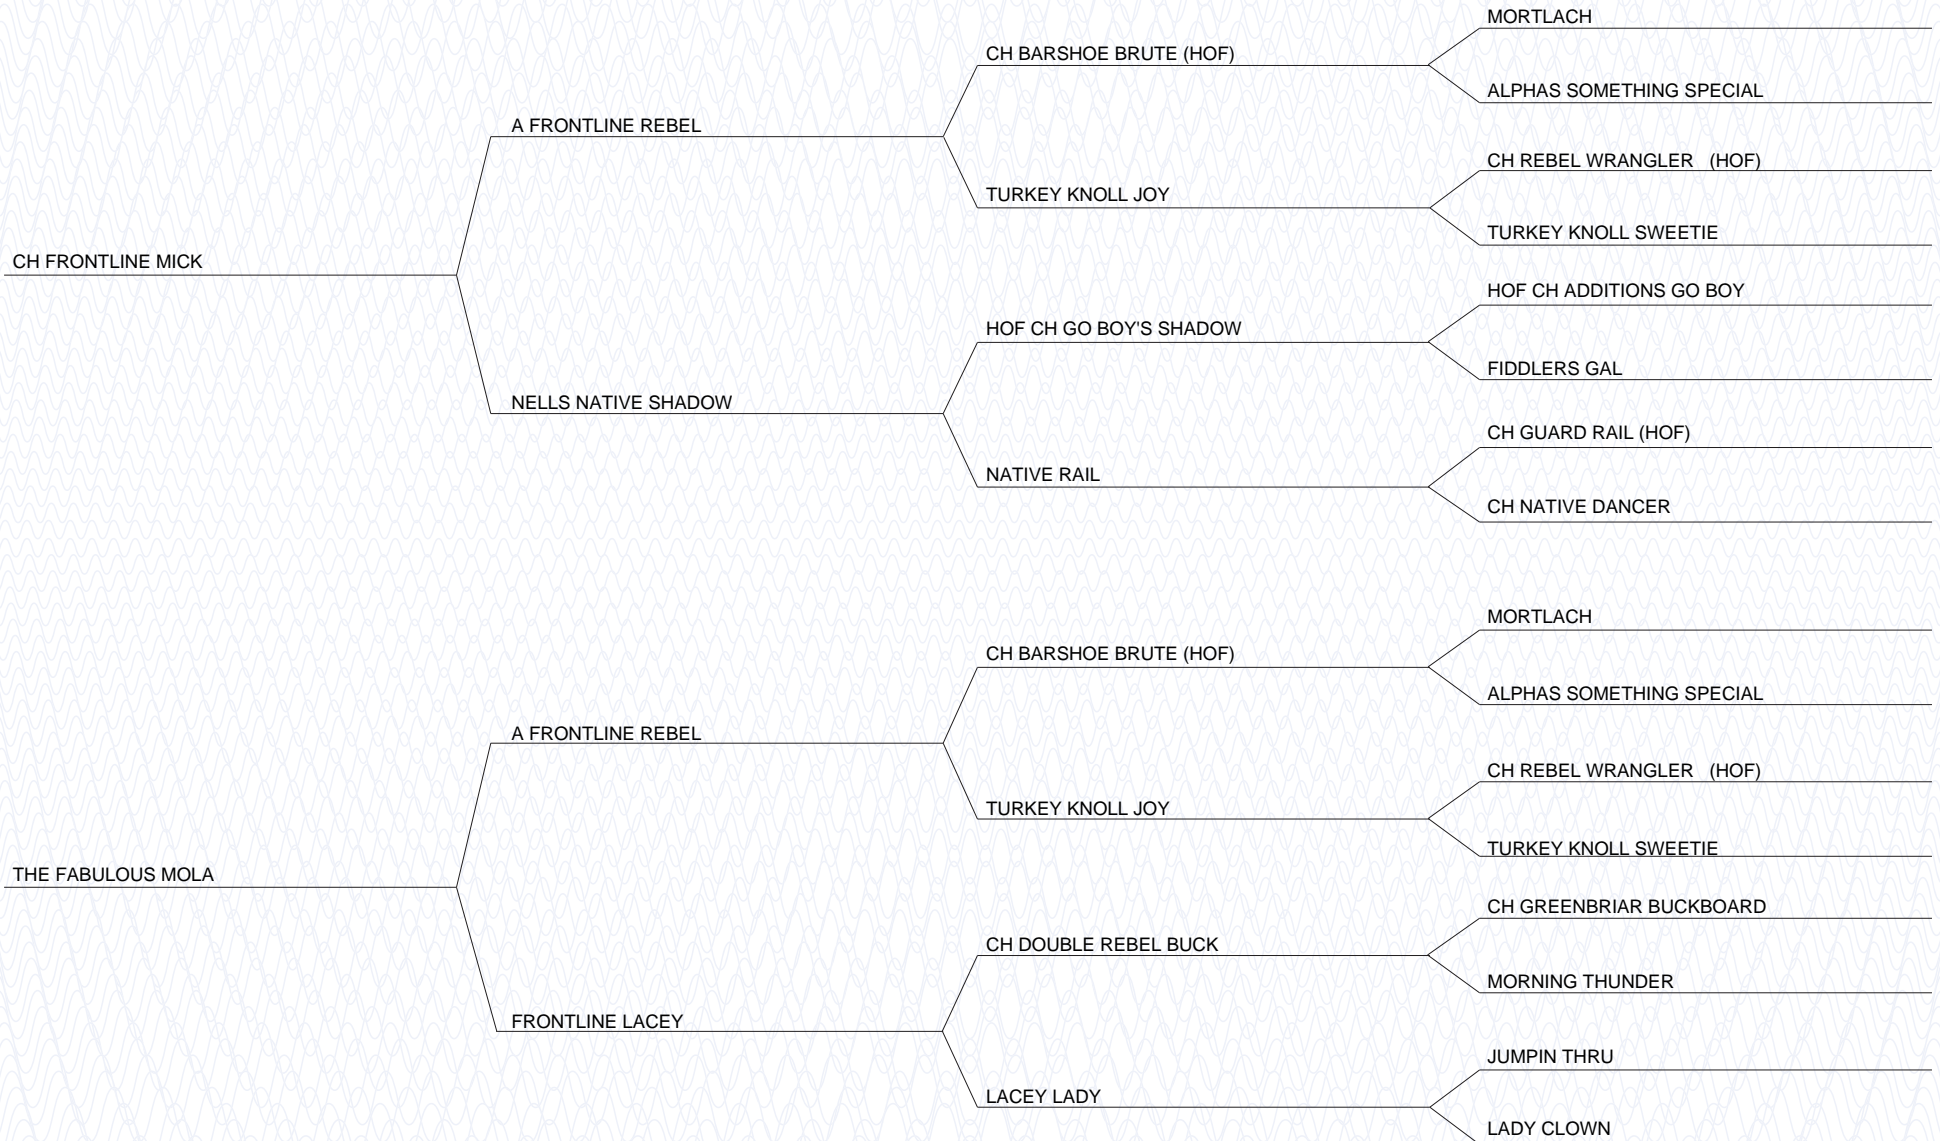 MORTLACH
CH BARSHOE BRUTE (HOF)
ALPHAS SOMETHING SPECIAL
A FRONTLINE REBEL
CH REBEL WRANGLER (HOF)
TURKEY KNOLL JOY
TURKEY KNOLL SWEETIE
CH FRONTLINE MICK
HOF CH ADDITIONS GO BOY
HOF CH GO BOY'S SHADOW
FIDDLERS GAL
NELLS NATIVE SHADOW
CH GUARD RAIL (HOF)
NATIVE RAIL
CH NATIVE DANCER
MORTLACH
CH BARSHOE BRUTE (HOF)
ALPHAS SOMETHING SPECIAL
A FRONTLINE REBEL
CH REBEL WRANGLER (HOF)
TURKEY KNOLL JOY
TURKEY KNOLL SWEETIE
THE FABULOUS MOLA
CH GREENBRIAR BUCKBOARD
CH DOUBLE REBEL BUCK
MORNING THUNDER
FRONTLINE LACEY
JUMPIN THRU
LACEY LADY
LADY CLOWN